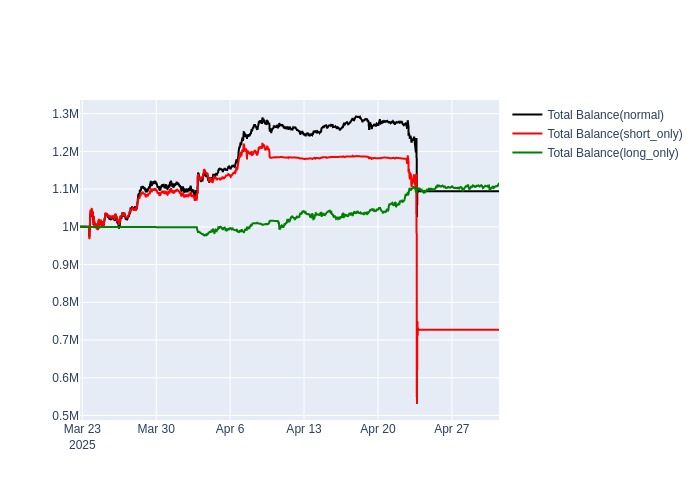 1.3M
1.2M
1.1M
1M
0.9M
0.8M
0.7M
0.6M
0.5M
Mar 23
2025
Mar 30
Apr 6
Apr 13
Apr 20
Apr 27
Total Balance(normal)
Total Balance(short_only)
Total Balance(long_only)